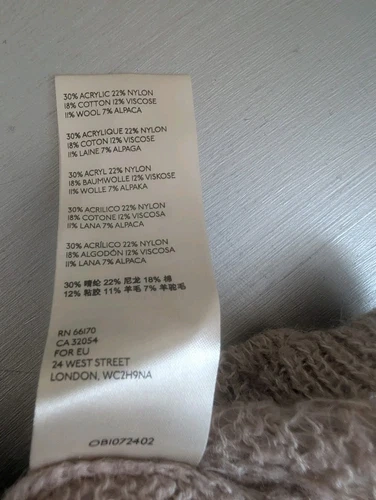 30% ACRYLIC 22% NYLON
18% COTTON 12% VISCOSE
11% WOOL 7% ALPACA
30% ACRYLIQUE 22% NYLON
18% COTON 12% VISCOSE
11% LAINE 7% ALPAGA
30% ACRYL 22% NYLON
18% BAUMWOLLE 12% VISKOSE
11% WOLLE 7% ALPAKA
30% ACRILICO 22% NYLON
18% COTONE 12% VISCOSA
11% LANA 7% ALPACA
30% ACRÍLICO 22% NYLON
18% ALGODÓN 12% VISCOSA
11% LANA 7% ALPACA
30% 腈纶 22% 尼龙 18% 棉
12% 粘胶 11% 羊毛 7% 羊驼毛
RN 66170
CA 32054
FOR EU
24 WEST STREET
LONDON, WC2H9NA
OB1072402